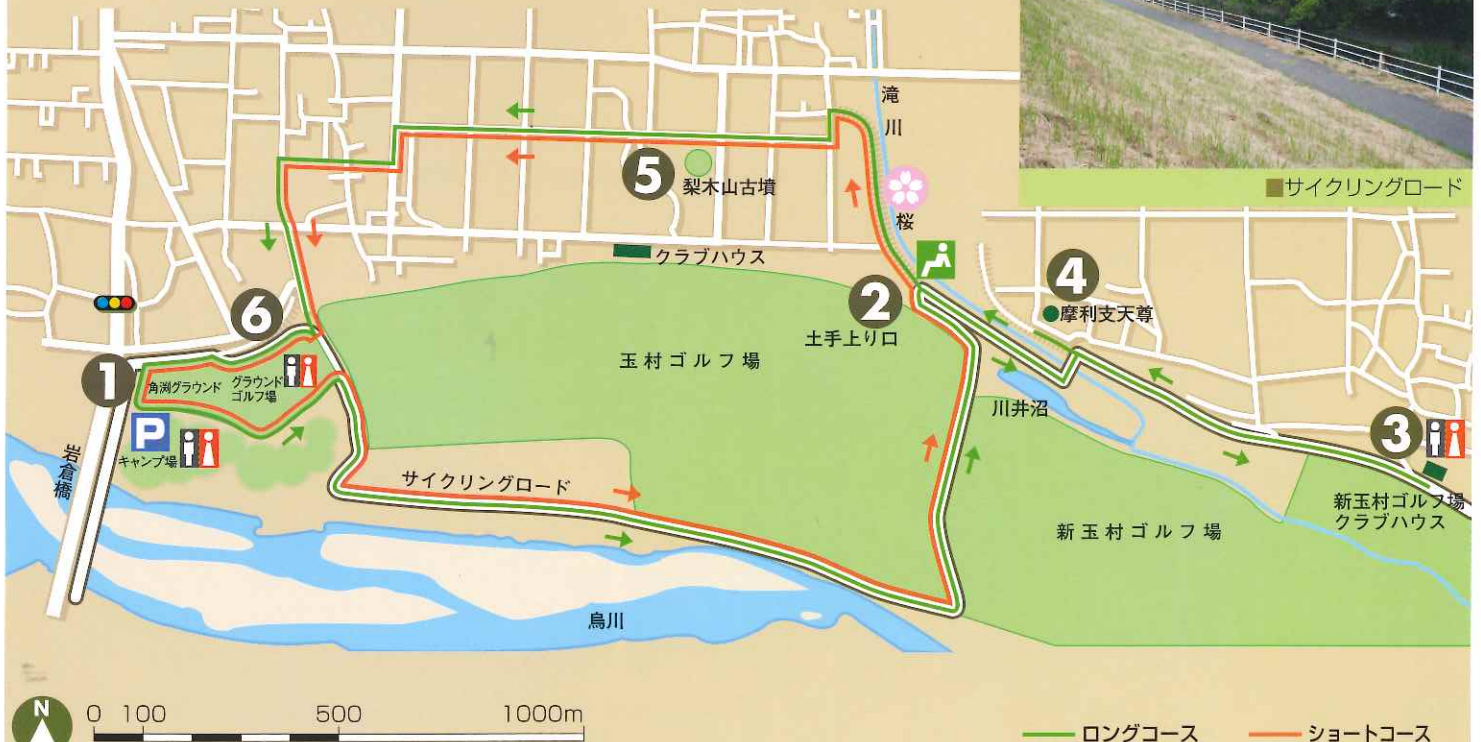 滝川
桜
■サイクリングロード
5
梨木山古墳
クラブハウス
4
摩利支天尊
2
土手上り口
6
玉村ゴルフ場
1
角渕グラウンド
グラウンド
ゴルフ場
P
キャンプ場
岩倉橋
川井沼
3
サイクリングロード
新玉村ゴルフ場
クラブハウス
新玉村ゴルフ場
烏川
N
0 100 500 1000m
ロングコース
ショートコース